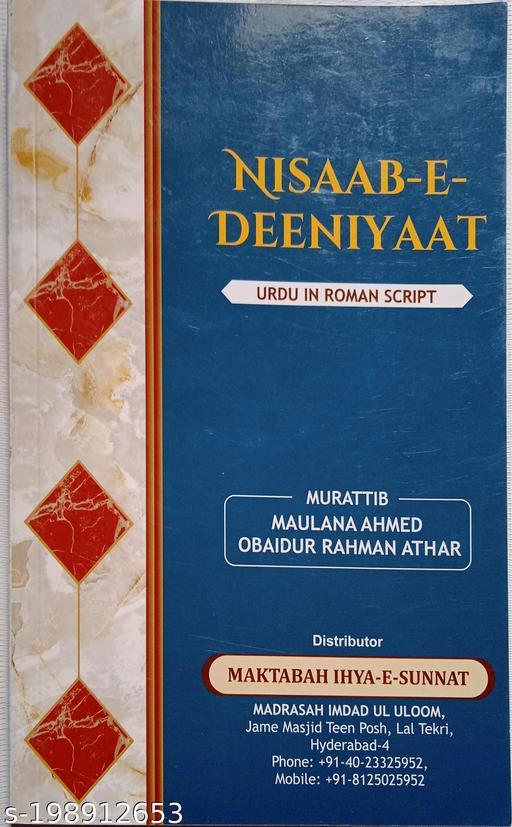 NISAAB-E-
DEENIYAAT
URDU IN ROMAN SCRIPT
MURATTIB
MAULANA AHMED
OBAIDUR RAHMAN ATHAR
Distributor
MAKTABAH IHYA-E-SUNNAT
MADRASAH IMDAD UL ULOOM,
Jame Masjid Teen Posh, Lal Tekri,
Hyderabad-4
Phone: +91-40-23325952,
Mobile: +91-8125025952
s-198912653